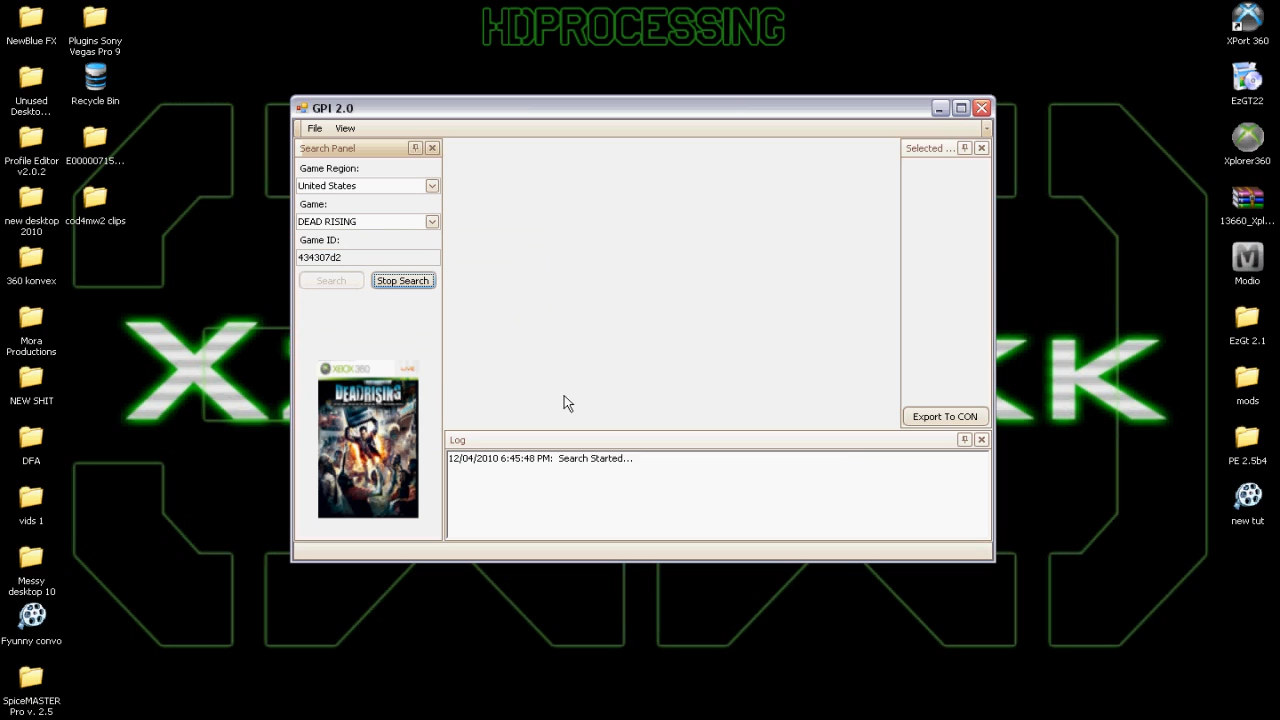 HDPROCESSING
NewBlue FX
Plugins Sony
Vegas Pro 9
Unused
Deskto...
Recycle Bin
Profile Editor
v2.0.2
E00000715...
new desktop
2010
cod4mw2 clips
360 konvex
Mora
Productions
NEW SHIT
DFA
vids 1
Messy
desktop 10
Fyunny convo
SpiceMASTER
Pro v. 2.5
GPI 2.0
File View
Search Panel
Game Region:
United States
Game:
DEAD RISING
Game ID:
434307d2
Search Stop Search
XBOX 360 LIVE
DEADRISING
Selected ...
Export To CON
Log
12/04/2010 6:45:48 PM: Search Started...
XPort 360
EzGT22
Xplorer360
13660_Xpl...
Modio
EzGt 2.1
mods
PE 2.5b4
new tut